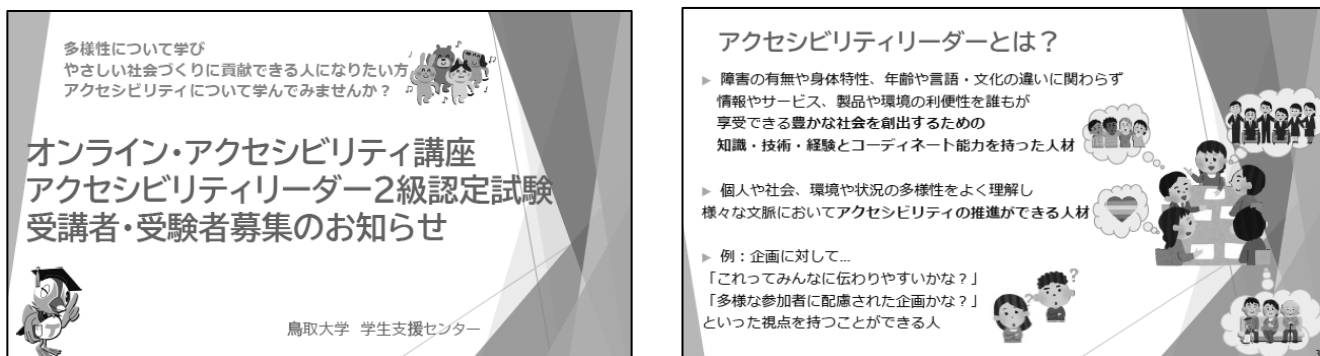 多様性について学び
やさしい社会づくりに貢献できる人になりたい方
アクセシビリティについて学んでみませんか？
オンライン・アクセシビリティ講座
アクセシビリティリーダー2級認定試験
受講者・受験者募集のお知らせ
鳥取大学 学生支援センター
アクセシビリティリーダーとは？
障害の有無や身体特性、年齢や言語・文化の違いに関わらず
情報やサービス、製品や環境の利便性を誰もが
享受できる豊かな社会を創出するための
知識・技術・経験とコーディネート能力を持った人材
個人や社会、環境や状況の多様性をよく理解し
様々な文脈においてアクセシビリティの推進ができる人材
例：企画に対して...
「これってみんなに伝わりやすいかな？」
「多様な参加者に配慮された企画かな？」
といった視点を持つことができる人